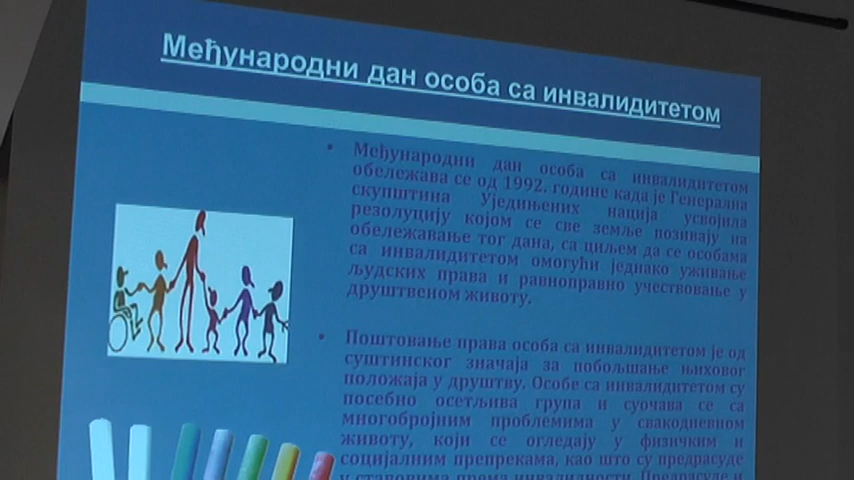 Међународни дан особа са инвалидитетом
• Међународни дан особа са инвалидитетом
обележава се од 1992. године када је Генерална
скупштина Уједињених нација усвојила
резолуцију којом се све земље позивају на
обележавање тог дана, са циљем да се особама
са инвалидитетом омогући једнако уживање
људских права и равноправно учествовање у
друштвеном животу.
• Поштовање права особа са инвалидитетом је од
суштинског значаја за побољшање њиховог
положаја у друштву. Особе са инвалидитетом су
посебно осетљива група и суочава се са
многобројним проблемима у свакодневном
животу, који се огледају у физичким и
социјалним препрекама, као што су предрасуде
у ставовима према инвалидности. Предрасуде и